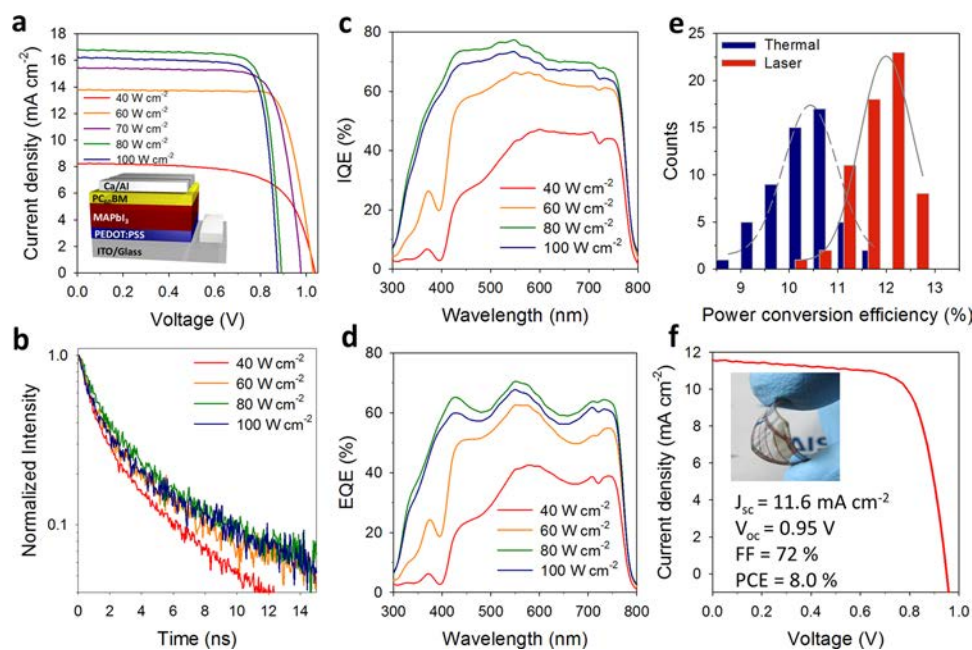 a
Current density (mA cm-2)
18
16
14
12
10
8
6
4
2
0
40 W cm-2
60 W cm-2
70 W cm-2
80 W cm-2
100 W cm-2
Ca/Al
MAPbI3
PEDOT:PSS
ITO/Glass
0.0 0.2 0.4 0.6 0.8 1.0
Voltage (V)
b
Normalized Intensity
1.0
0.1
40 W cm-2
60 W cm-2
80 W cm-2
100 W cm-2
0 2 4 6 8 10 12 14
Time (ns)
c
IQE (%)
80
60
40
20
0
40 W cm-2
60 W cm-2
80 W cm-2
100 W cm-2
300 400 500 600 700 800
Wavelength (nm)
d
EQE (%)
80
60
40
20
0
40 W cm-2
60 W cm-2
80 W cm-2
100 W cm-2
300 400 500 600 700 800
Wavelength (nm)
e
Counts
25
20
15
10
5
0
Thermal
Laser
9 10 11 12 13
Power conversion efficiency (%)
f
Current density (mA cm-2)
12
11
12
8
6
4
2
0
AIS
Jsc = 11.6 mA cm-2
Voc = 0.95 V
FF = 72 %
PCE = 8.0 %
0.0 0.2 0.4 0.6 0.8 1.0
Voltage (V)